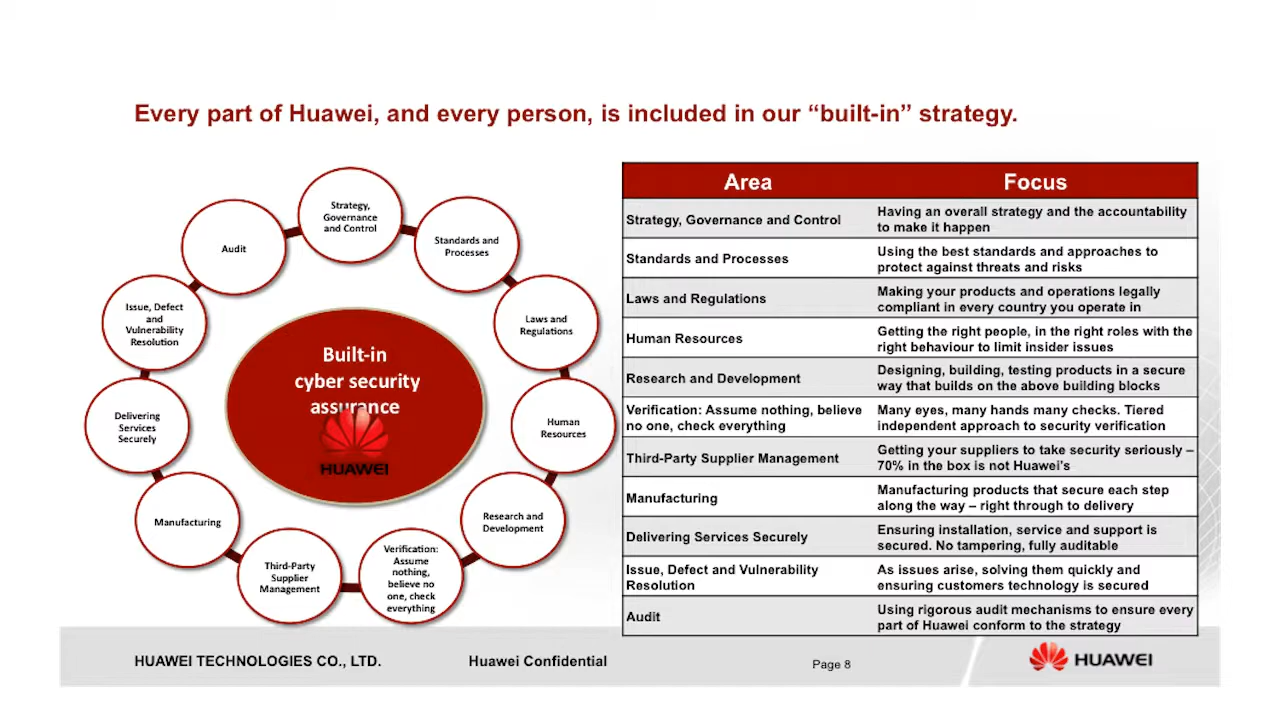 Every part of Huawei, and every person, is included in our “built-in” strategy.
Strategy,
Governance
and Control
Standards and
Processes
Laws and
Regulations
Human
Resources
Research and
Development
Verification:
Assume
nothing,
believe no
one, check
everything
Third-Party
Supplier
Management
Manufacturing
Delivering
Services
Securely
Issue, Defect
and
Vulnerability
Resolution
Audit
Built-in
cyber security
assurance
HUAWEI
Area Focus
Strategy, Governance and Control
Having an overall strategy and the accountability
to make it happen
Standards and Processes
Using the best standards and approaches to
protect against threats and risks
Laws and Regulations
Making your products and operations legally
compliant in every country you operate in
Human Resources
Getting the right people, in the right roles with the
right behaviour to limit insider issues
Research and Development
Designing, building, testing products in a secure
way that builds on the above building blocks
Verification: Assume nothing, believe
no one, check everything
Many eyes, many hands many checks. Tiered
independent approach to security verification
Third-Party Supplier Management
Getting your suppliers to take security seriously –
70% in the box is not Huawei’s
Manufacturing
Manufacturing products that secure each step
along the way – right through to delivery
Delivering Services Securely
Ensuring installation, service and support is
secured. No tampering, fully auditable
Issue, Defect and Vulnerability
Resolution
As issues arise, solving them quickly and
ensuring customers technology is secured
Audit
Using rigorous audit mechanisms to ensure every
part of Huawei conform to the strategy
HUAWEI TECHNOLOGIES CO., LTD.
Huawei Confidential
Page 8
HUAWEI